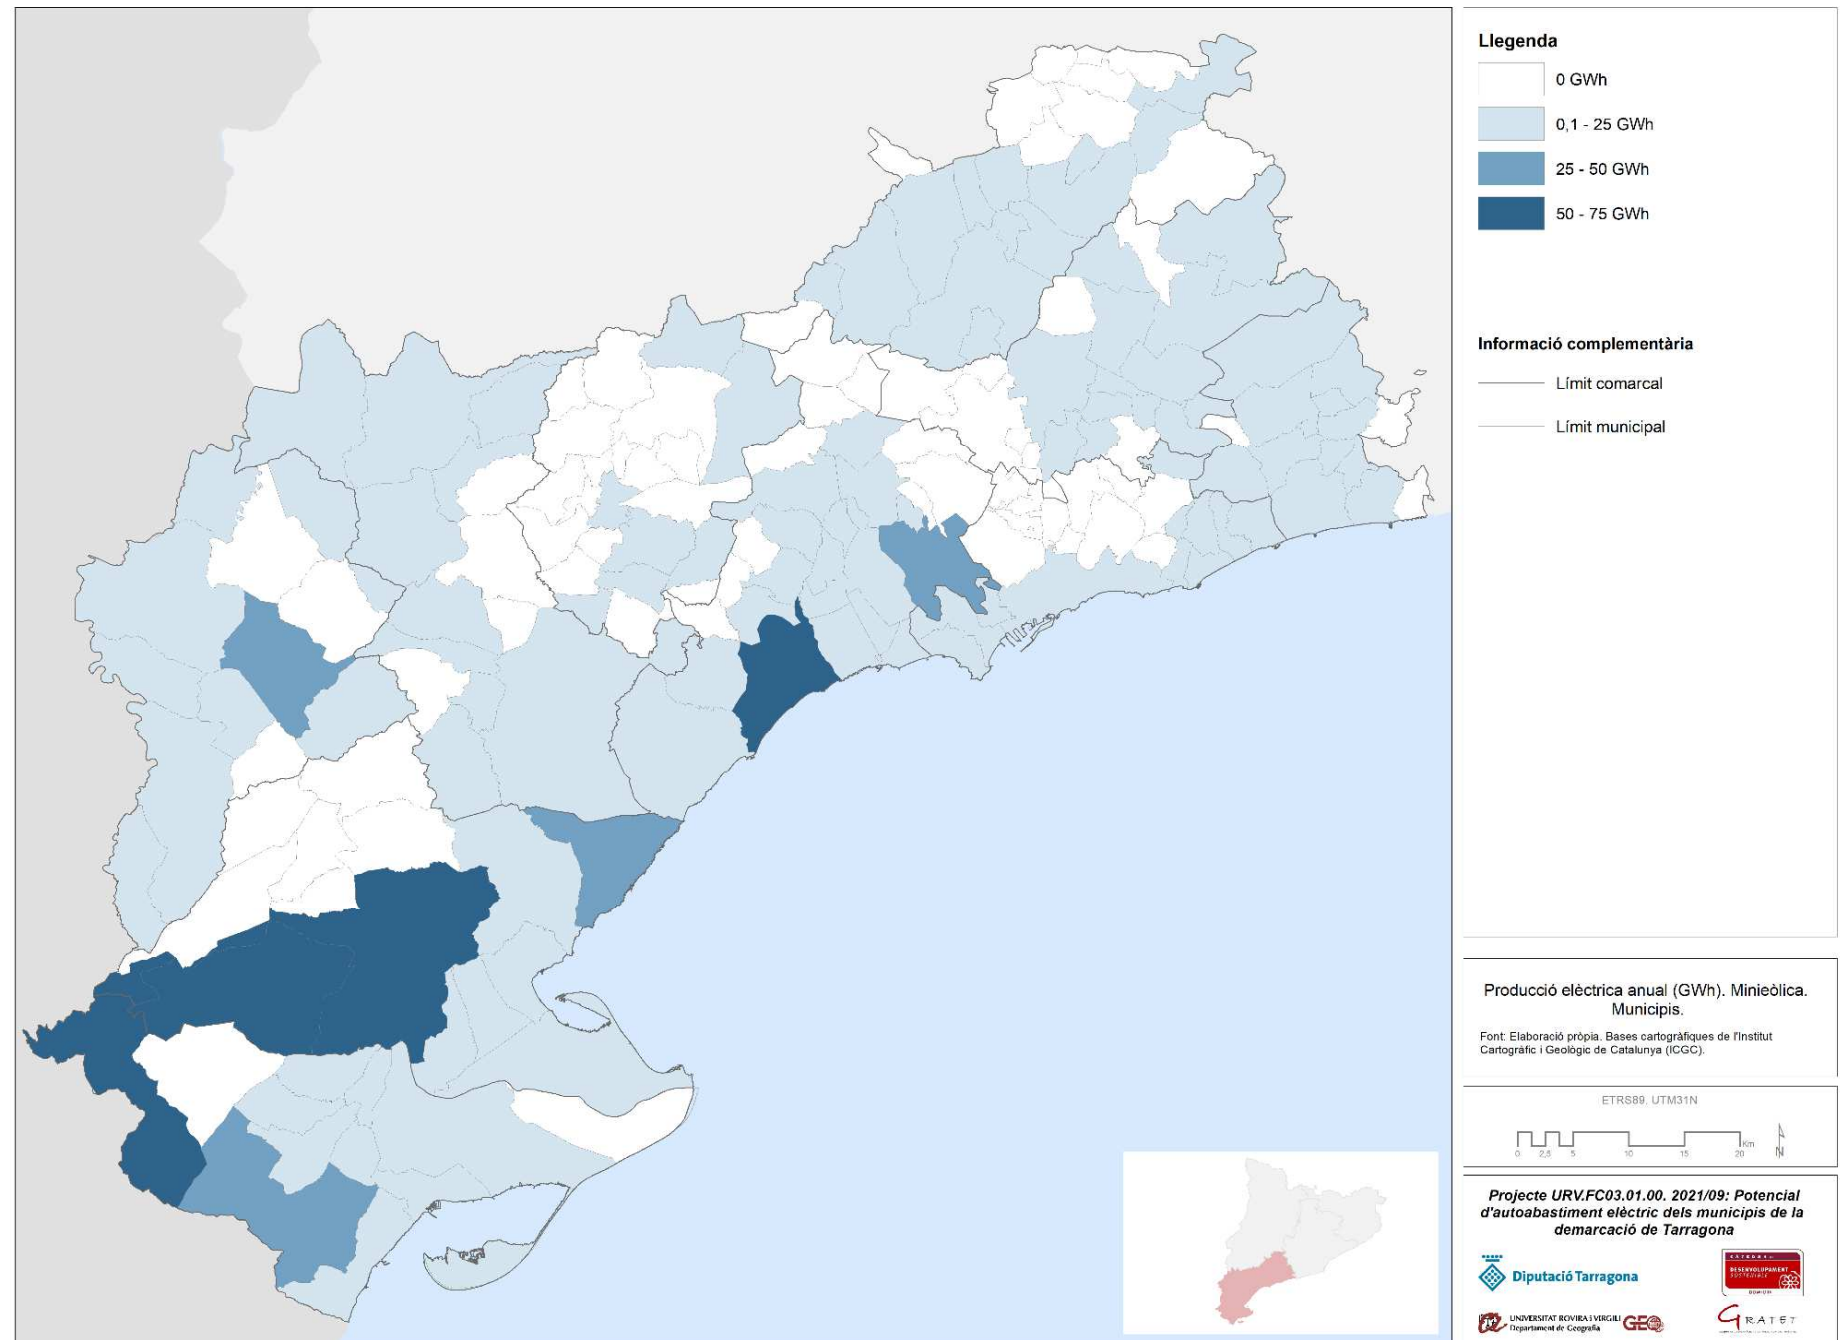 Llegenda
0 GWh
0,1 - 25 GWh
25 - 50 GWh
50 - 75 GWh
Informació complementària
Límit comarcal
Límit municipal
Producció elèctrica anual (GWh). Minieòlica.
Municipis.
Font: Elaboració pròpia. Bases cartogràfiques de l'Institut
Cartogràfic i Geològic de Catalunya (ICGC).
ETRS89, UTM31N
Km
0 2,5 5 10 15 20
N
Projecte URV.FC03.01.00. 2021/09: Potencial
d'autoabastiment elèctric dels municipis de la
demarcació de Tarragona
Diputació Tarragona
CÀTEDRA DE
DESENVOLUPAMENT
SOSTENIBLE
UNIVERSITAT ROVIRA I VIRGILI
Departament de Geografia
GEO
GRATET